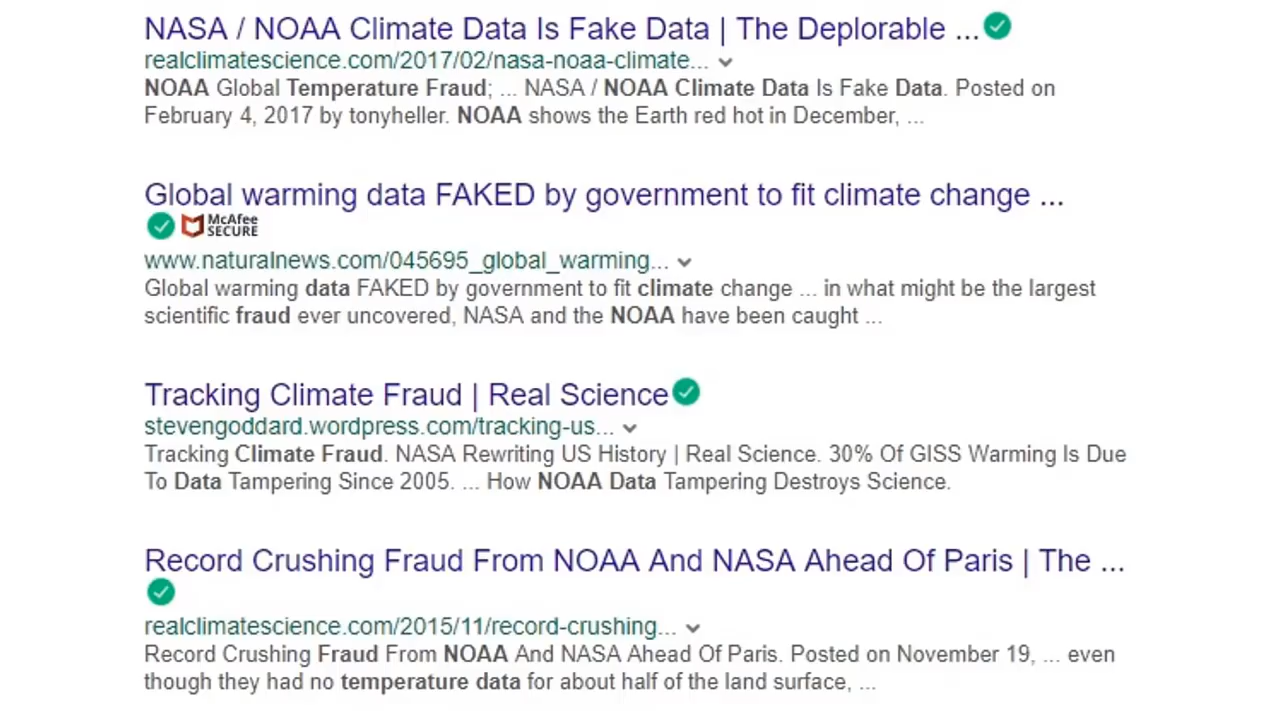 NASA / NOAA Climate Data Is Fake Data | The Deplorable ...
realclimatescience.com/2017/02/nasa-noaa-climate...
NOAA Global Temperature Fraud; ... NASA / NOAA Climate Data Is Fake Data. Posted on
February 4, 2017 by tonyheller. NOAA shows the Earth red hot in December, ...
Global warming data FAKED by government to fit climate change ...
McAfee
SECURE
www.naturalnews.com/045695_global_warming...
Global warming data FAKED by government to fit climate change ... in what might be the largest
scientific fraud ever uncovered, NASA and the NOAA have been caught ...
Tracking Climate Fraud | Real Science
stevengoddard.wordpress.com/tracking-us...
Tracking Climate Fraud. NASA Rewriting US History | Real Science. 30% Of GISS Warming Is Due
To Data Tampering Since 2005. ... How NOAA Data Tampering Destroys Science.
Record Crushing Fraud From NOAA And NASA Ahead Of Paris | The ...
realclimatescience.com/2015/11/record-crushing...
Record Crushing Fraud From NOAA And NASA Ahead Of Paris. Posted on November 19, ... even
though they had no temperature data for about half of the land surface, ...